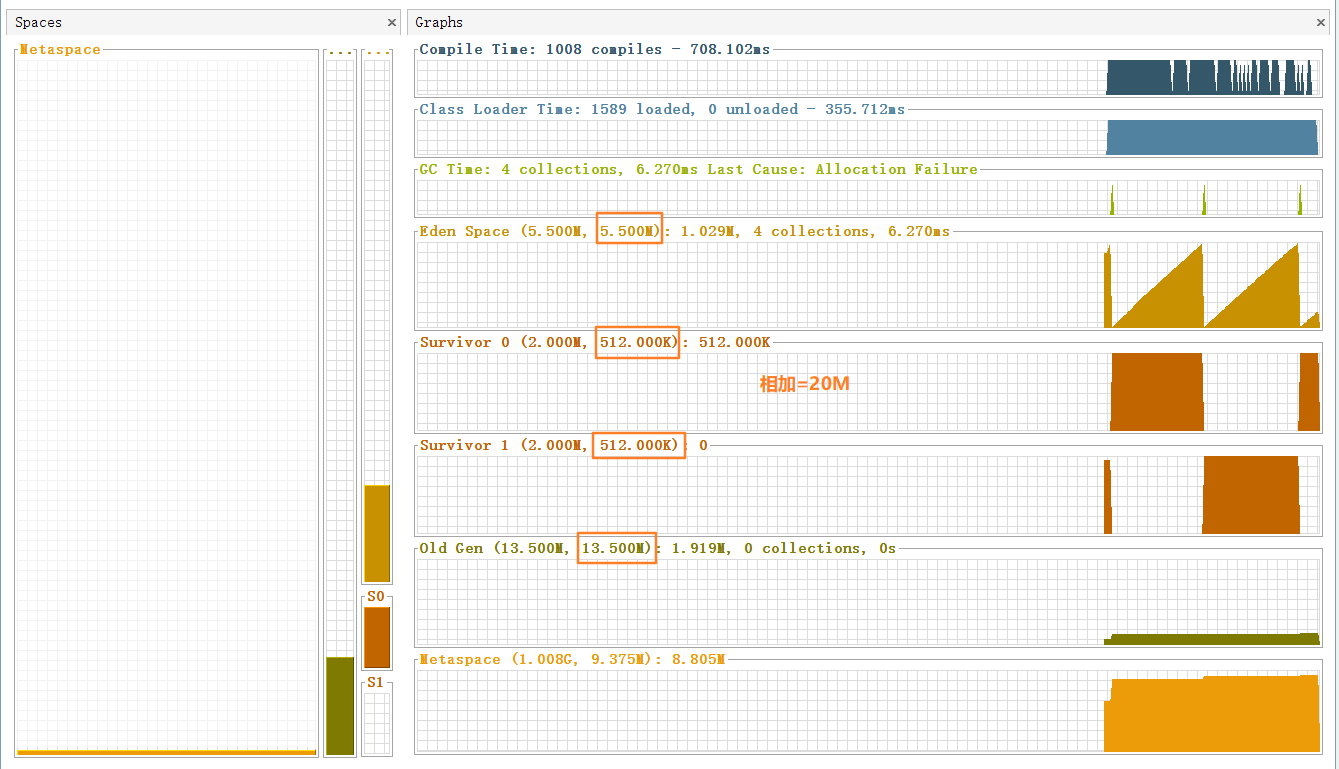 Spaces
Metaspace
...
...
S0
S1
Graphs
Compile Time: 1008 compiles - 708.102ms
Class Loader Time: 1589 loaded, 0 unloaded - 355.712ms
GC Time: 4 collections, 6.270ms Last Cause: Allocation Failure
Eden Space (5.500M, 5.500M): 1.029M, 4 collections, 6.270ms
Survivor 0 (2.000M, 512.000K): 512.000K
相加=20M
Survivor 1 (2.000M, 512.000K): 0
Old Gen (13.500M, 13.500M): 1.919M, 0 collections, 0s
Metaspace (1.008G, 9.375M): 8.805M